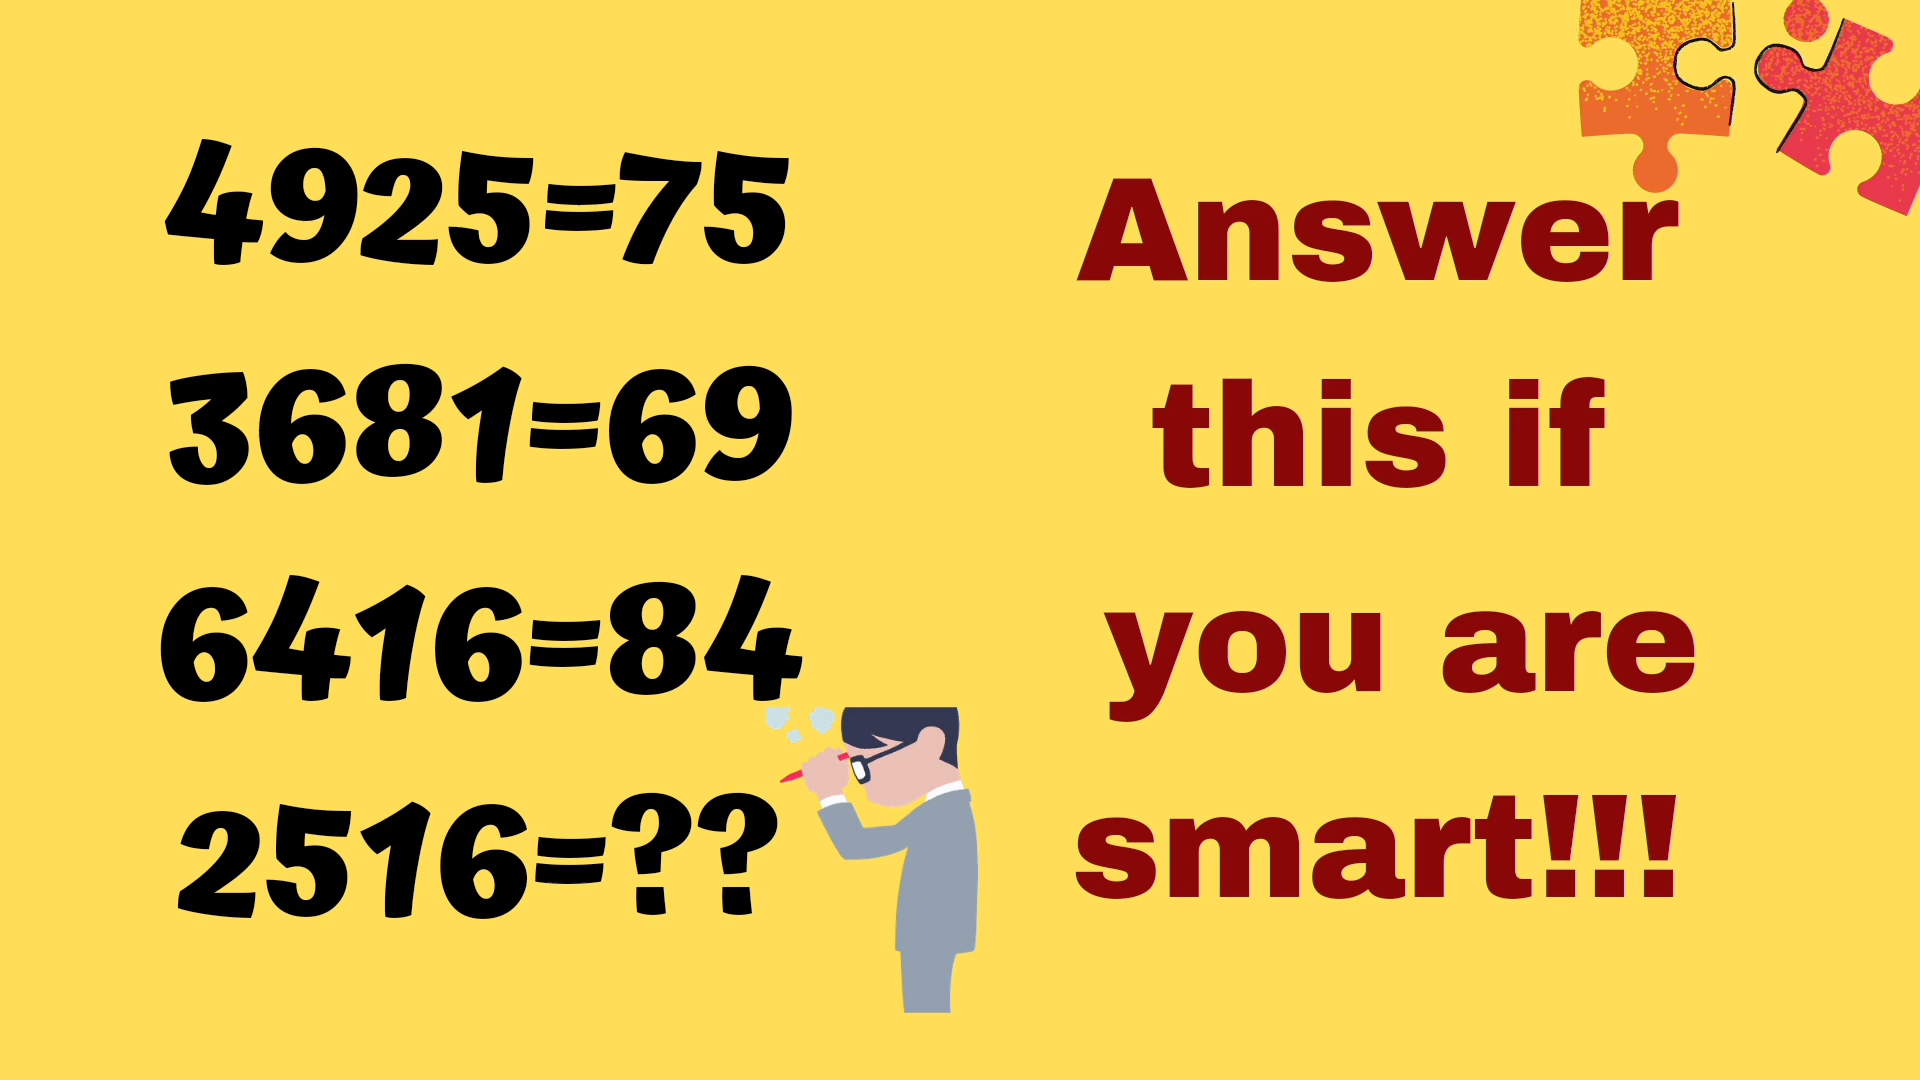 4925=75
3681=69
6416=84
2516=??
Answer
this if
you are
smart!!!